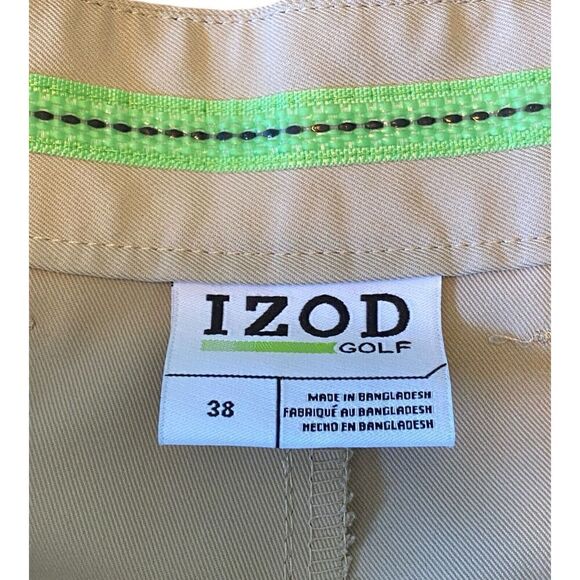 IZOD
GOLF
38
MADE IN BANGLADESH
FABRIQUÉ AU BANGLADESH
HECHO EN BANGLADESH